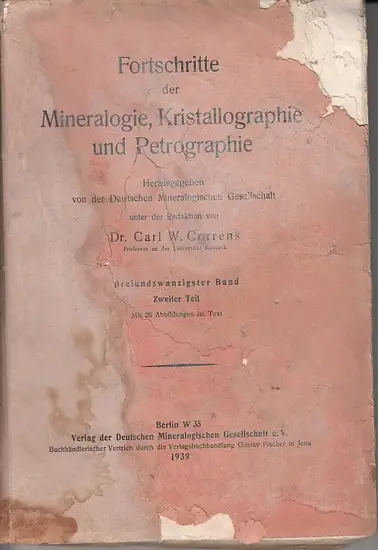 Fortschritte
der
Mineralogie, Kristallographie
und Petrographie
Herausgegeben
von der Deutschen Mineralogischen Gesellschaft
unter der Redaktion von
Dr. Carl W. Correns
Professor an der Universität Rostock
Dreiundzwanzigster Band
Zweiter Teil
Mit 26 Abbildungen im Text
Berlin W 35
Verlag der Deutschen Mineralogischen Gesellschaft e. V.
Buchhändlerischer Vertrieb durch die Verlagsbuchhandlung Gustav Fischer in Jena
1939